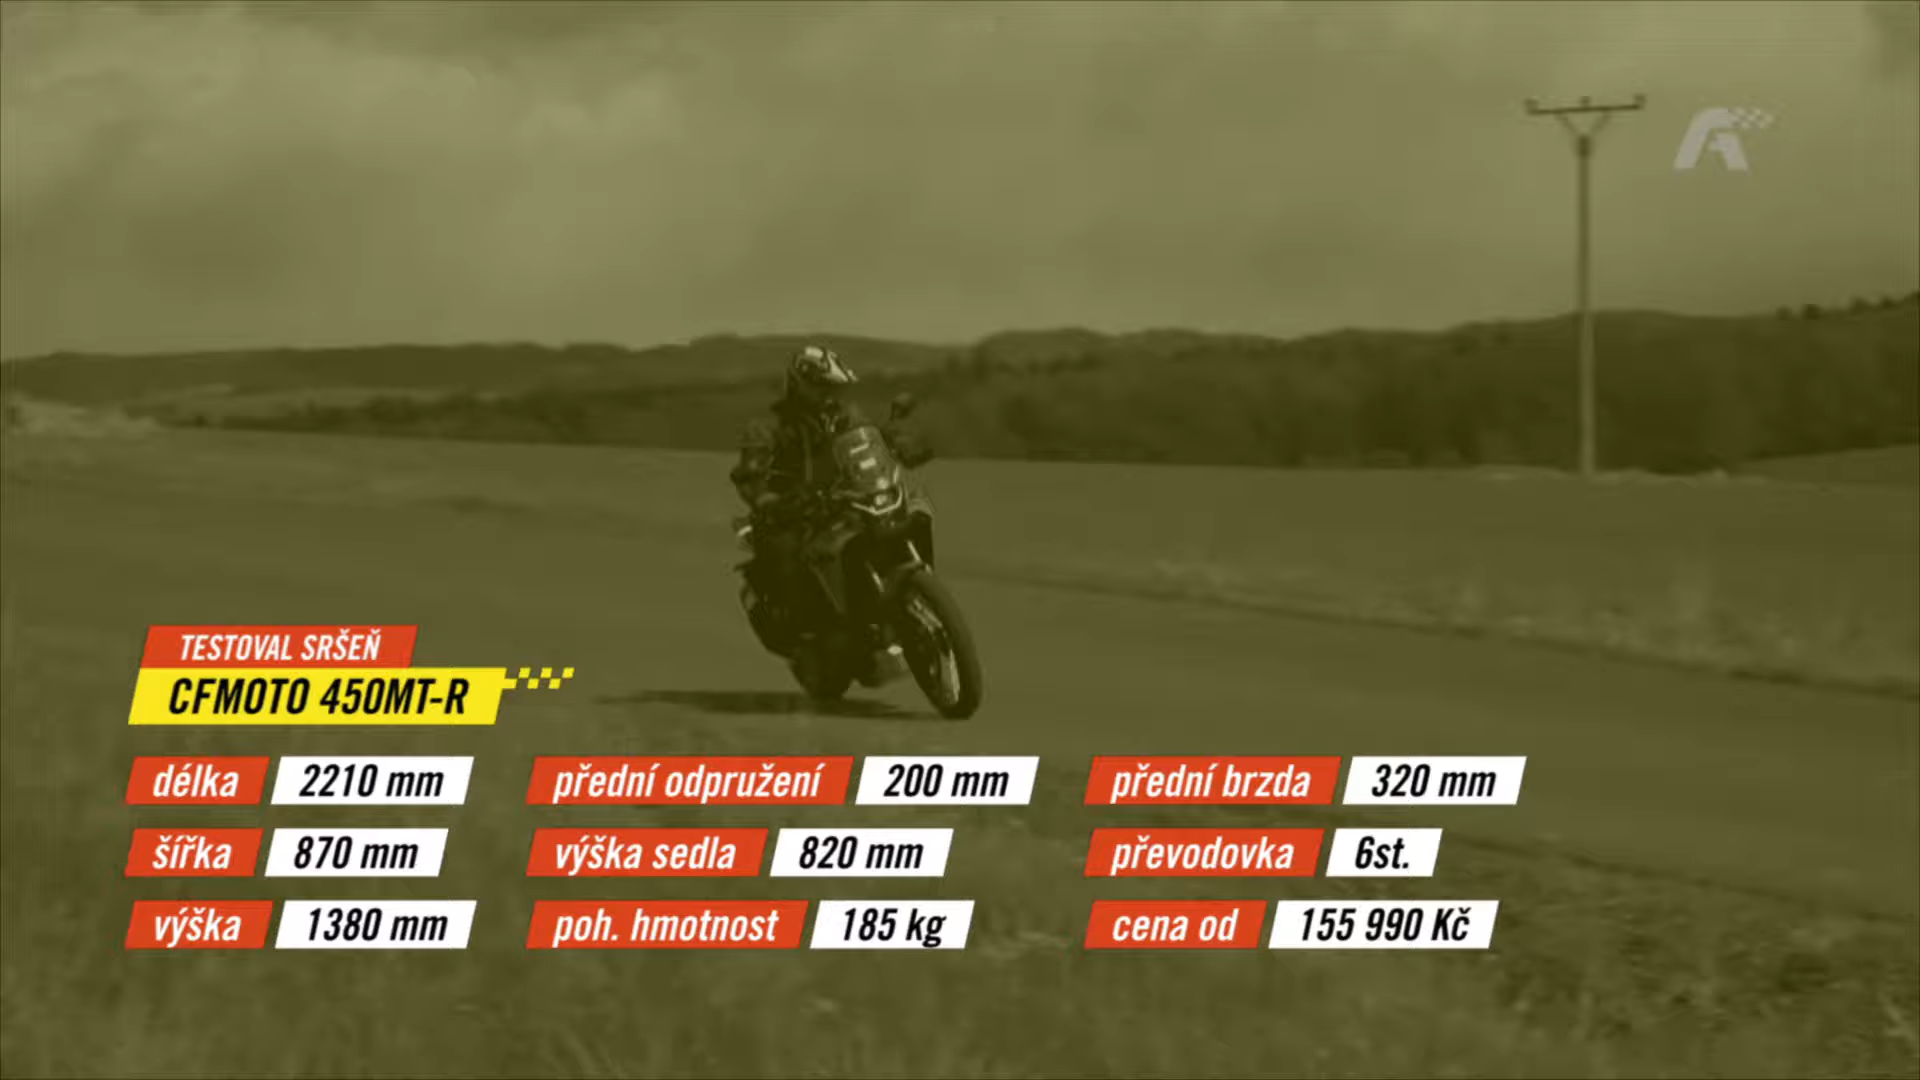 TESTOVAL SRŠEŇ
CFMOTO 450MT-R
délka 2210 mm
šířka 870 mm
výška 1380 mm
přední odpružení 200 mm
výška sedla 820 mm
poh. hmotnost 185 kg
přední brzda 320 mm
převodovka 6st.
cena od 155 990 Kč